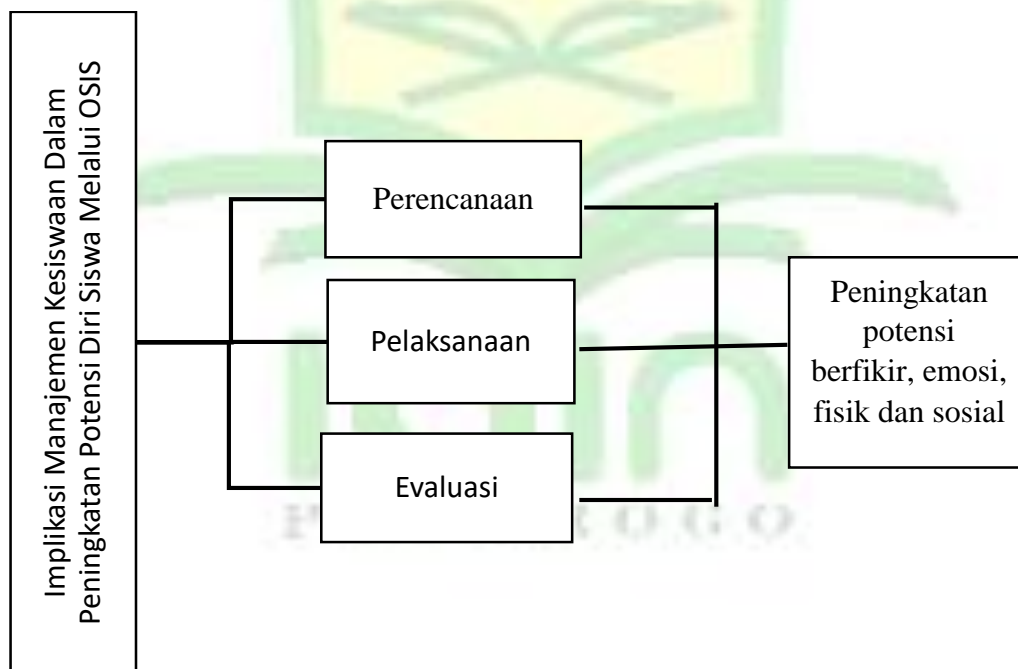 Implikasi Manajemen Kesiswaan Dalam
Peningkatan Potensi Diri Siswa Melalui OSIS
Perencanaan
Pelaksanaan
Evaluasi
Peningkatan
potensi
berfikir, emosi,
fisik dan sosial